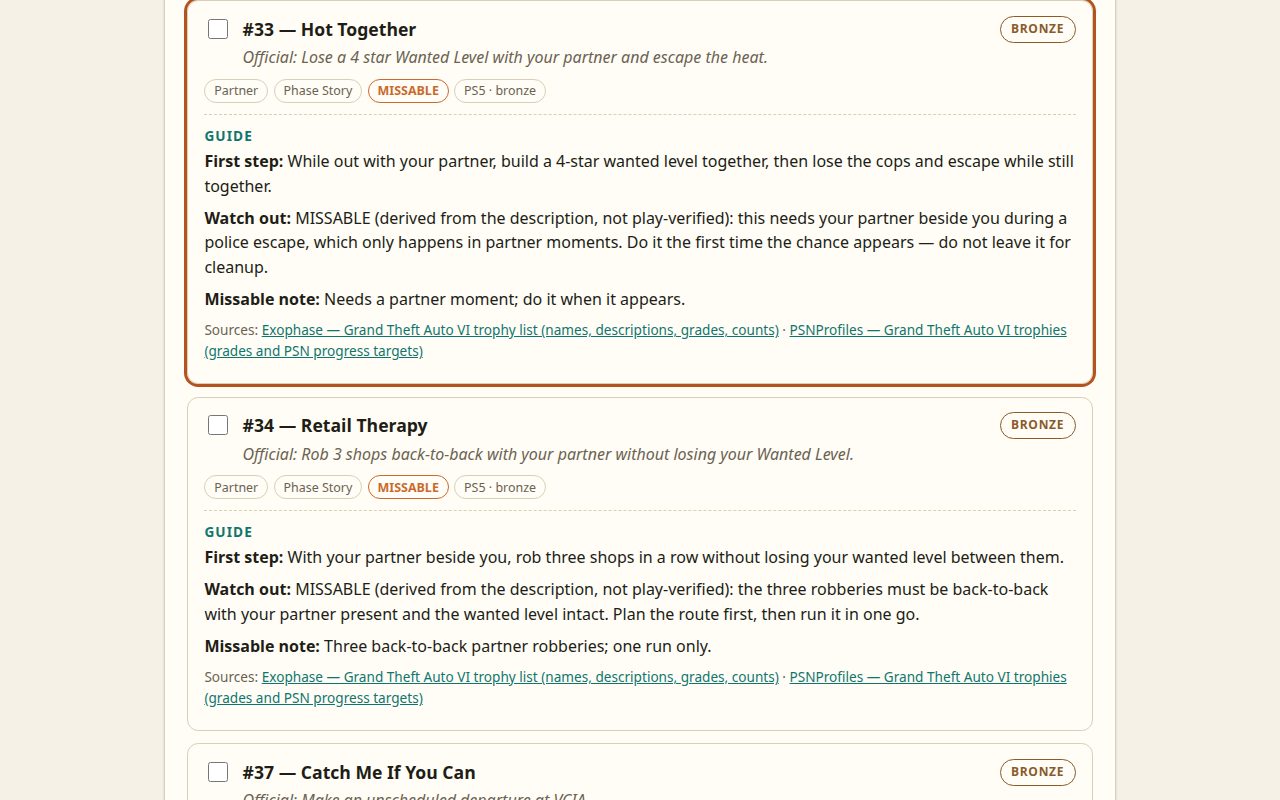 #33 — Hot Together
BRONZE
Official: Lose a 4 star Wanted Level with your partner and escape the heat.
Partner Phase Story MISSABLE PS5 · bronze
GUIDE
First step: While out with your partner, build a 4-star wanted level together, then lose the cops and escape while still
together.
Watch out: MISSABLE (derived from the description, not play-verified): this needs your partner beside you during a
police escape, which only happens in partner moments. Do it the first time the chance appears — do not leave it for
cleanup.
Missable note: Needs a partner moment; do it when it appears.
Sources: Exophase — Grand Theft Auto VI trophy list (names, descriptions, grades, counts) · PSNProfiles — Grand Theft Auto VI trophies
(grades and PSN progress targets)
#34 — Retail Therapy
BRONZE
Official: Rob 3 shops back-to-back with your partner without losing your Wanted Level.
Partner Phase Story MISSABLE PS5 · bronze
GUIDE
First step: With your partner beside you, rob three shops in a row without losing your wanted level between them.
Watch out: MISSABLE (derived from the description, not play-verified): the three robberies must be back-to-back
with your partner present and the wanted level intact. Plan the route first, then run it in one go.
Missable note: Three back-to-back partner robberies; one run only.
Sources: Exophase — Grand Theft Auto VI trophy list (names, descriptions, grades, counts) · PSNProfiles — Grand Theft Auto VI trophies
(grades and PSN progress targets)
#37 — Catch Me If You Can
BRONZE
Official: Make an unscheduled departure at VCIA.